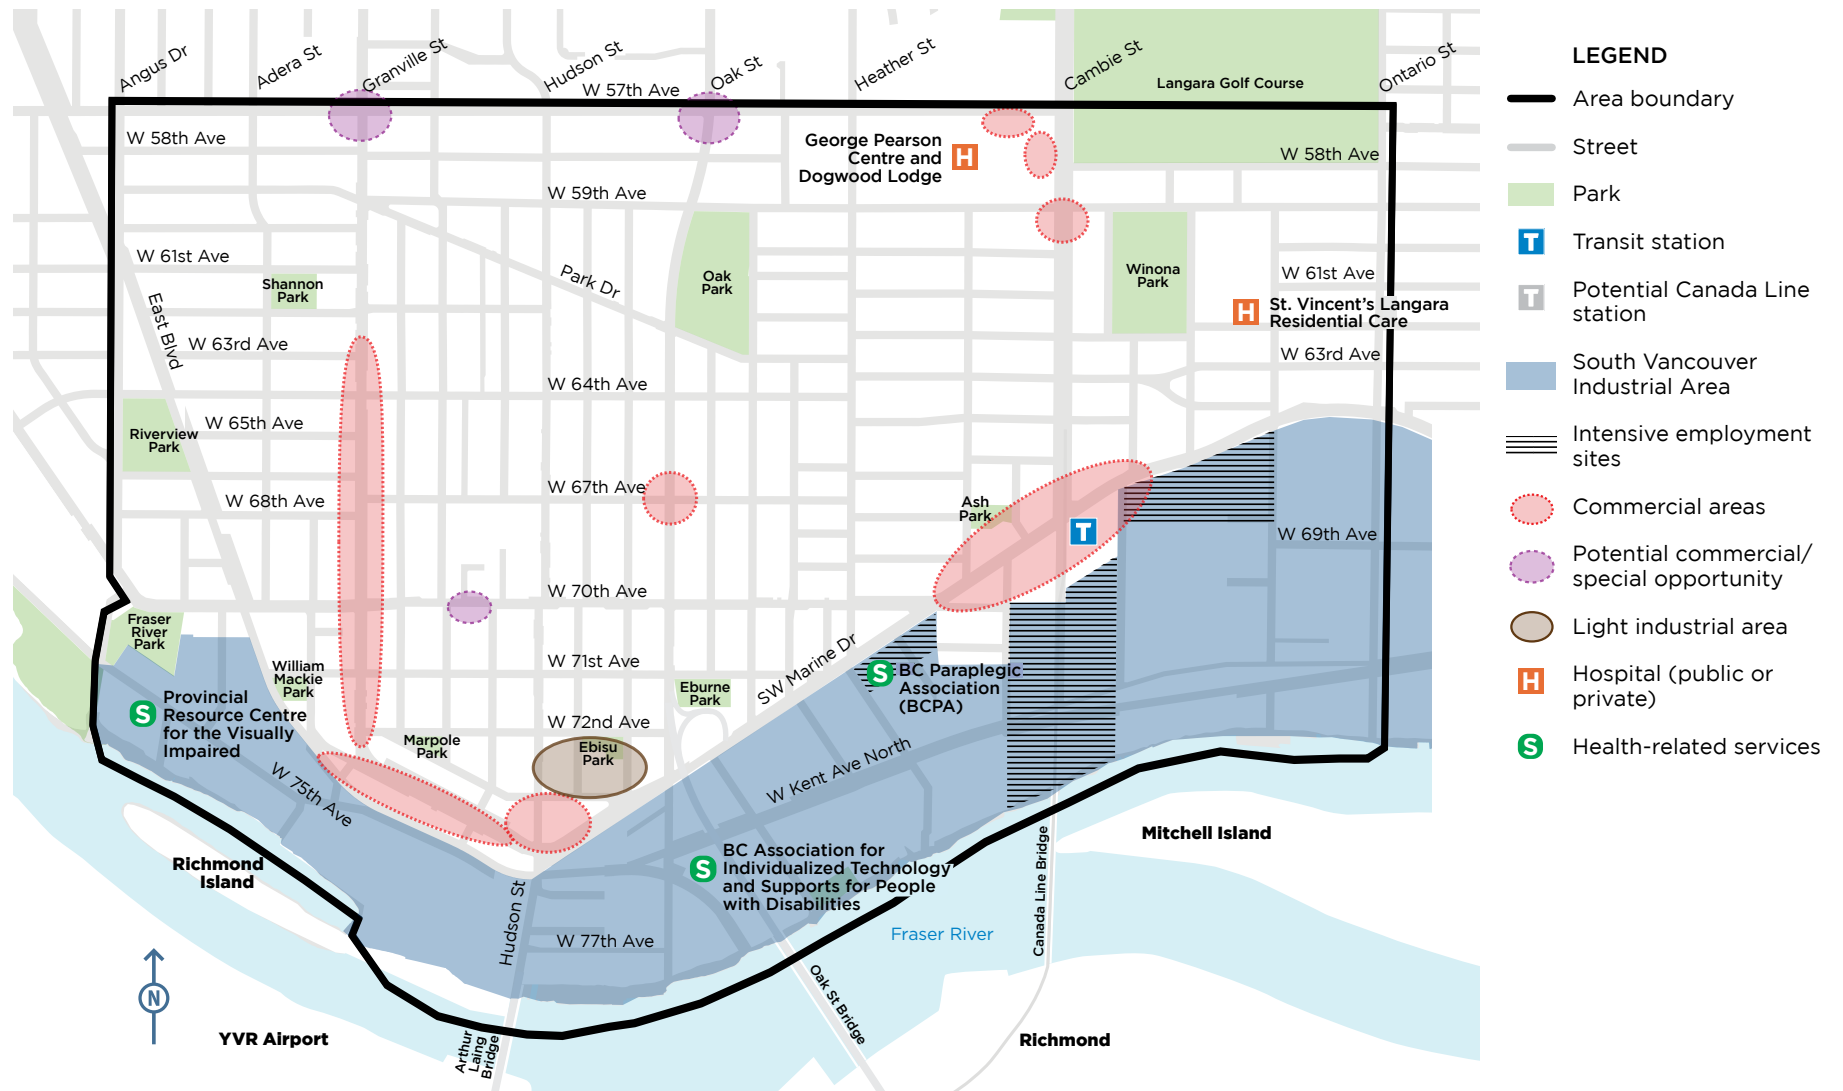 Angus Dr
Adera St
Granville St
Hudson St
Oak St
Heather St
Cambie St
Ontario St
W 57th Ave
Langara Golf Course
W 58th Ave
George Pearson
Centre and
Dogwood Lodge
H
W 58th Ave
W 59th Ave
W 61st Ave
Shannon
Park
Park Dr
Oak
Park
Winona
Park
W 61st Ave
East Blvd
H
St. Vincent's Langara
Residential Care
W 63rd Ave
W 63rd Ave
W 64th Ave
Riverview
Park
W 65th Ave
W 67th Ave
W 68th Ave
Ash
Park
T
W 69th Ave
W 70th Ave
Fraser
River
Park
William
Mackie
Park
W 71st Ave
Eburne
Park
SW Marine Dr
S
BC Paraplegic
Association
(BCPA)
S
Provincial
Resource Centre
for the Visually
Impaired
W 72nd Ave
Marpole
Park
Ebisu
Park
W 75th Ave
W Kent Ave North
Richmond
Island
S
BC Association for
Individualized Technology
and Supports for People
with Disabilities
Mitchell Island
Hudson St
W 77th Ave
Fraser River
Canada Line Bridge
Oak St Bridge
N
YVR Airport
Arthur
Laing
Bridge
Richmond
LEGEND
Area boundary
Street
Park
T
Transit station
T
Potential Canada Line
station
South Vancouver
Industrial Area
Intensive employment
sites
Commercial areas
Potential commercial/
special opportunity
Light industrial area
H
Hospital (public or
private)
S
Health-related services